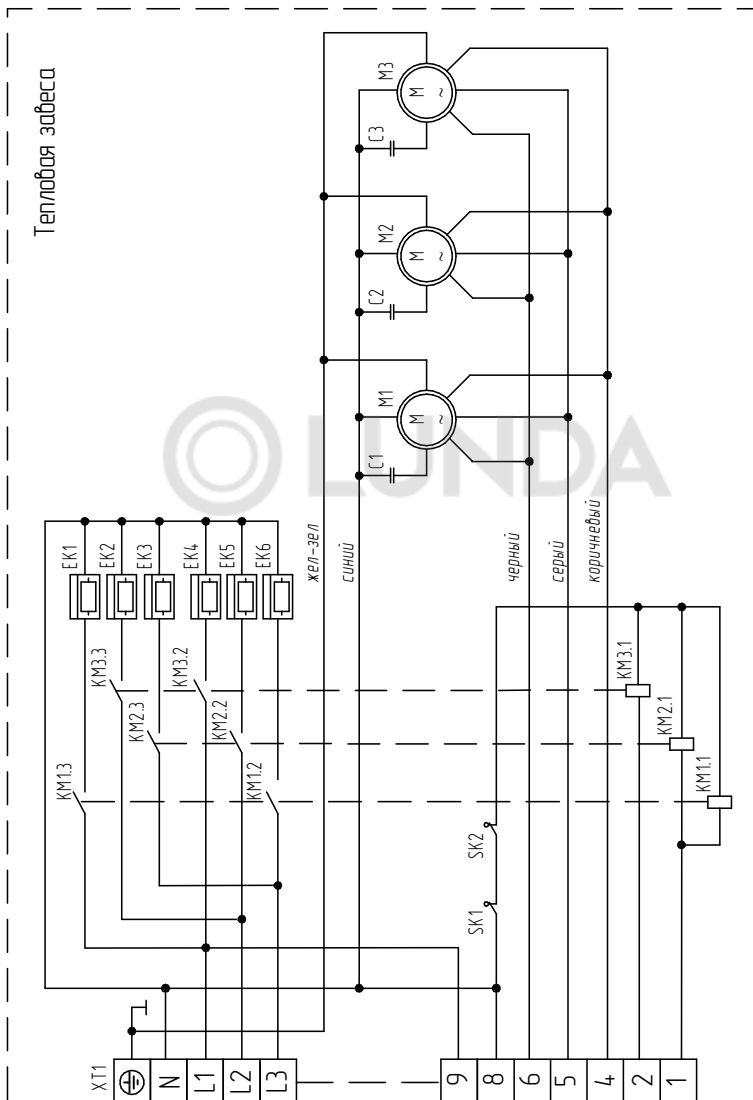 Тепловая завеса
M3
M
~
C3
M2
M
~
C2
M1
M
~
C1
LUNDA
EK1
EK2
EK3
EK4
EK5
EK6
жел-зел
синий
черный
серый
коричневый
KM3.3
KM3.2
KM3.1
KM2.3
KM2.2
KM2.1
KM1.3
KM1.2
KM1.1
SK2
SK1
XT1
N
L1
L2
L3
9
8
6
5
4
2
1